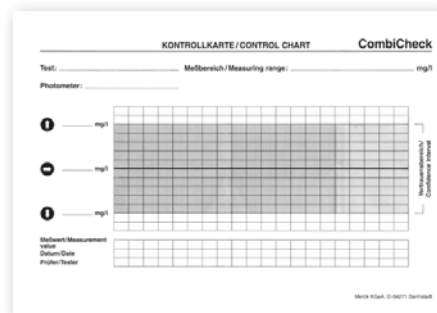 KONTROLLKARTE/CONTROL CHART CombiCheck
Test: Meßbereich/Measuring range: mg/l
Photometer:
mg/l
mg/l
mg/l
Vertrauensbereich/
Confidence Interval
Meßwert/Measurement
value
Datum/Date
Prüfer/Tester
Merck KGaA, D-64271 Darmstadt